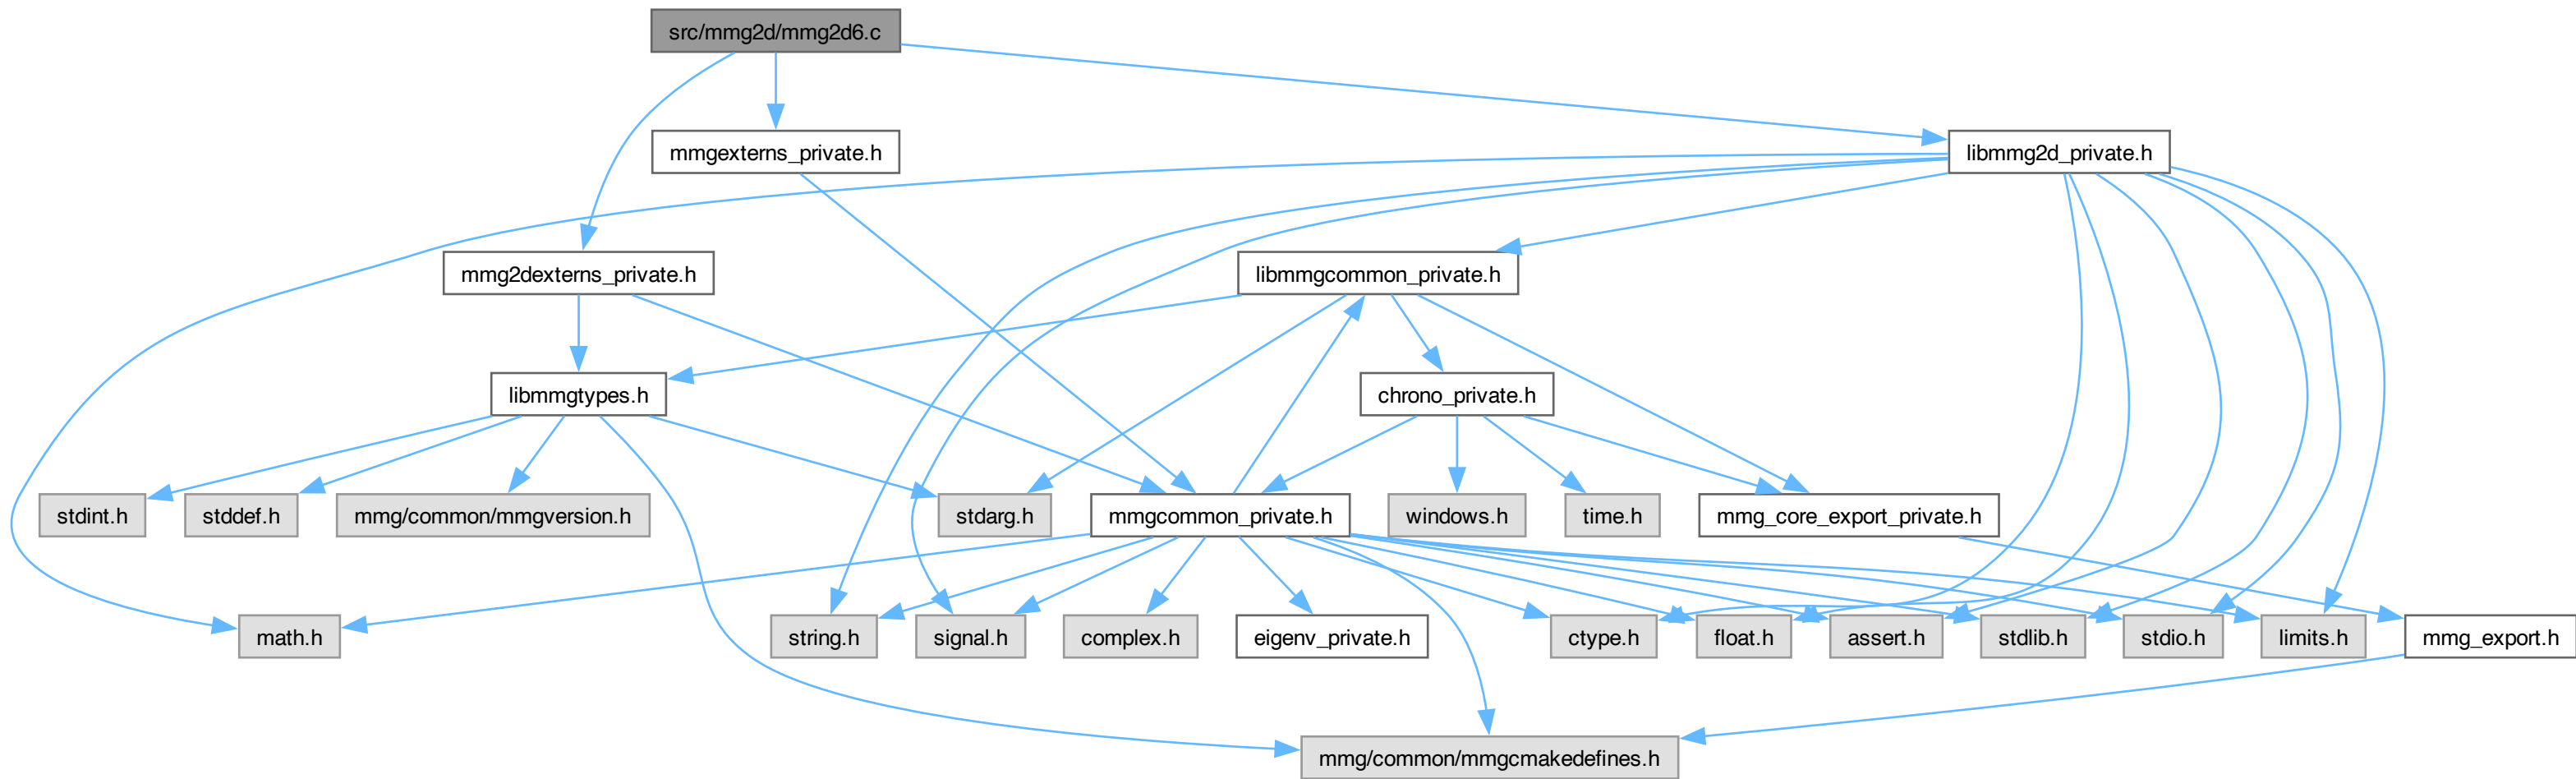 src/mmg2d/mmg2d6.c
mmgexterns_private.h
libmmg2d_private.h
mmg2dexterns_private.h
libmmgcommon_private.h
libmmgtypes.h
chrono_private.h
stdint.h
stddef.h
mmg/common/mmgversion.h
stdarg.h
mmgcommon_private.h
windows.h
time.h
mmg_core_export_private.h
math.h
string.h
signal.h
complex.h
eigenv_private.h
ctype.h
float.h
assert.h
stdlib.h
stdio.h
limits.h
mmg_export.h
mmg/common/mmgcmakedefines.h